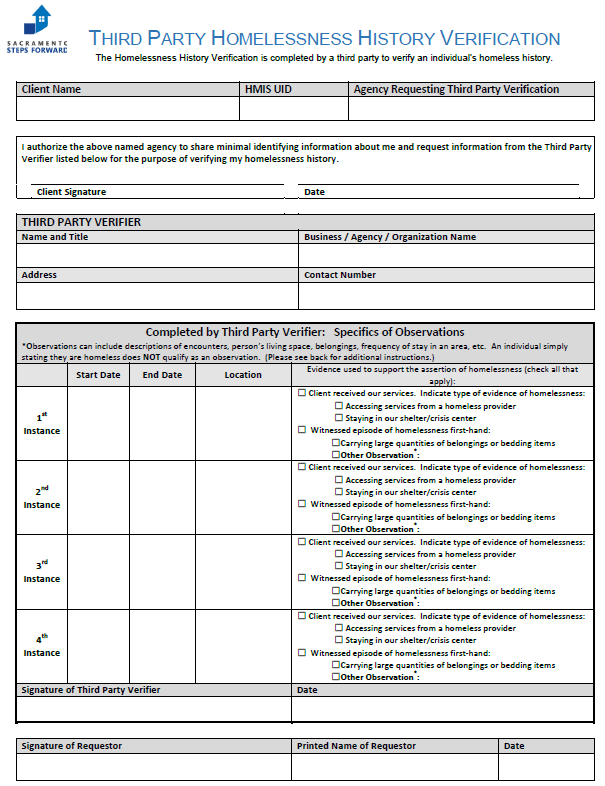 SACRAMENTO
STEPS FORWARD
THIRD PARTY HOMELESSNESS HISTORY VERIFICATION
The Homelessness History Verification is completed by a third party to verify an individual's homeless history.
Client Name HMIS UID Agency Requesting Third Party Verification
I authorize the above named agency to share minimal identifying information about me and request information from the Third Party
Verifier listed below for the purpose of verifying my homelessness history.
Client Signature Date
THIRD PARTY VERIFIER
Name and Title Business / Agency / Organization Name
Address Contact Number
Completed by Third Party Verifier: Specifics of Observations
*Observations can include descriptions of encounters, person's living space, belongings, frequency of stay in an area, etc. An individual simply
stating they are homeless does NOT qualify as an observation. (Please see back for additional instructions.)
Start Date End Date Location Evidence used to support the assertion of homelessness (check all that
apply):
1st
Instance
☐ Client received our services. Indicate type of evidence of homelessness:
☐ Accessing services from a homeless provider
☐ Staying in our shelter/crisis center
☐ Witnessed episode of homelessness first-hand:
☐Carrying large quantities of belongings or bedding items
☐Other Observation*:
2nd
Instance
☐ Client received our services. Indicate type of evidence of homelessness:
☐ Accessing services from a homeless provider
☐ Staying in our shelter/crisis center
☐ Witnessed episode of homelessness first-hand:
☐Carrying large quantities of belongings or bedding items
☐Other Observation*:
3rd
Instance
☐ Client received our services. Indicate type of evidence of homelessness:
☐ Accessing services from a homeless provider
☐ Staying in our shelter/crisis center
☐ Witnessed episode of homelessness first-hand:
☐Carrying large quantities of belongings or bedding items
☐Other Observation*:
4th
Instance
☐ Client received our services. Indicate type of evidence of homelessness:
☐ Accessing services from a homeless provider
☐ Staying in our shelter/crisis center
☐ Witnessed episode of homelessness first-hand:
☐Carrying large quantities of belongings or bedding items
☐Other Observation*:
Signature of Third Party Verifier Date
Signature of Requestor Printed Name of Requestor Date